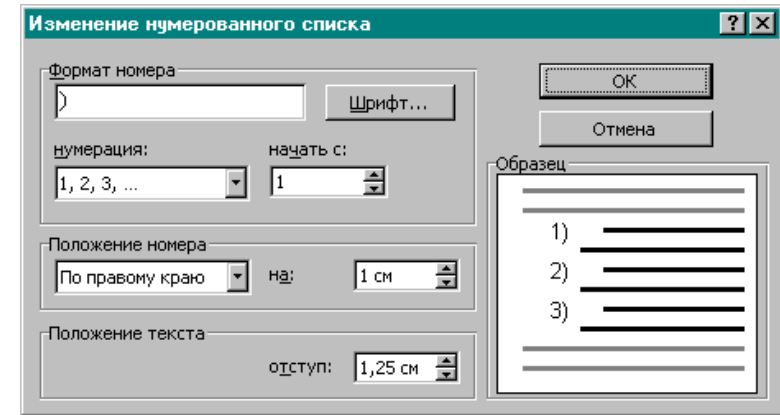 Изменение нумерованного списка
Формат номера
)
Шрифт...
нумерация:
начать с:
1, 2, 3, ...
1
Положение номера
По правому краю
на:
1 см
Положение текста
отступ:
1,25 см
ОК
Отмена
Образец
1)
2)
3)